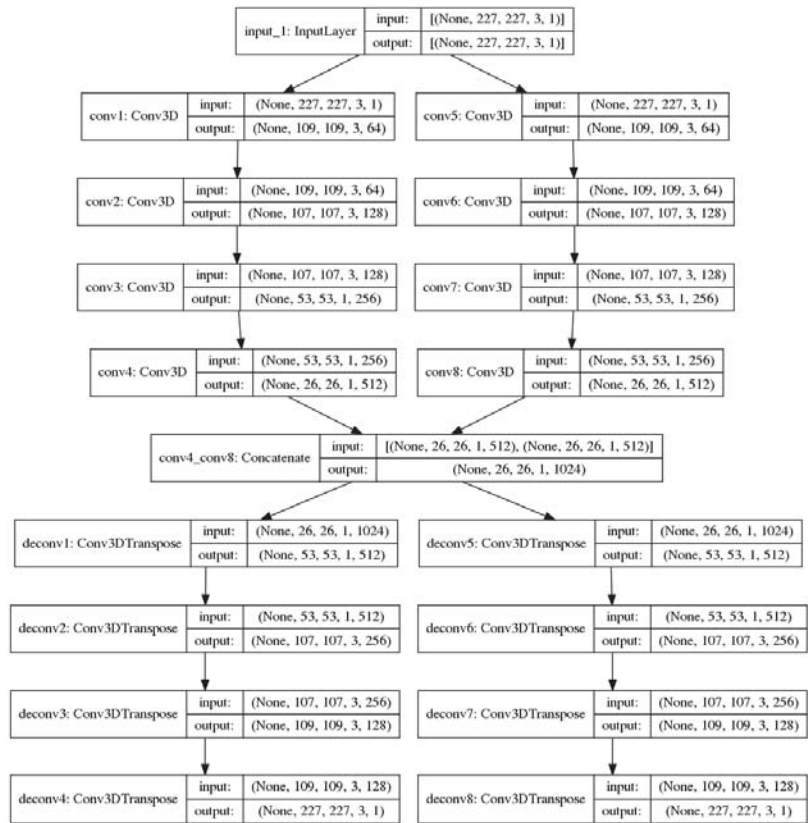 input_1: InputLayer
input: [(None, 227, 227, 3, 1)]
output: [(None, 227, 227, 3, 1)]
conv1: Conv3D
input: (None, 227, 227, 3, 1)
output: (None, 109, 109, 3, 64)
conv5: Conv3D
input: (None, 227, 227, 3, 1)
output: (None, 109, 109, 3, 64)
conv2: Conv3D
input: (None, 109, 109, 3, 64)
output: (None, 107, 107, 3, 128)
conv6: Conv3D
input: (None, 109, 109, 3, 64)
output: (None, 107, 107, 3, 128)
conv3: Conv3D
input: (None, 107, 107, 3, 128)
output: (None, 53, 53, 1, 256)
conv7: Conv3D
input: (None, 107, 107, 3, 128)
output: (None, 53, 53, 1, 256)
conv4: Conv3D
input: (None, 53, 53, 1, 256)
output: (None, 26, 26, 1, 512)
conv8: Conv3D
input: (None, 53, 53, 1, 256)
output: (None, 26, 26, 1, 512)
conv4_conv8: Concatenate
input: [(None, 26, 26, 1, 512), (None, 26, 26, 1, 512)]
output: (None, 26, 26, 1, 1024)
deconv1: Conv3DTranspose
input: (None, 26, 26, 1, 1024)
output: (None, 53, 53, 1, 512)
deconv5: Conv3DTranspose
input: (None, 26, 26, 1, 1024)
output: (None, 53, 53, 1, 512)
deconv2: Conv3DTranspose
input: (None, 53, 53, 1, 512)
output: (None, 107, 107, 3, 256)
deconv6: Conv3DTranspose
input: (None, 53, 53, 1, 512)
output: (None, 107, 107, 3, 256)
deconv3: Conv3DTranspose
input: (None, 107, 107, 3, 256)
output: (None, 109, 109, 3, 128)
deconv7: Conv3DTranspose
input: (None, 107, 107, 3, 256)
output: (None, 109, 109, 3, 128)
deconv4: Conv3DTranspose
input: (None, 109, 109, 3, 128)
output: (None, 227, 227, 3, 1)
deconv8: Conv3DTranspose
input: (None, 109, 109, 3, 128)
output: (None, 227, 227, 3, 1)